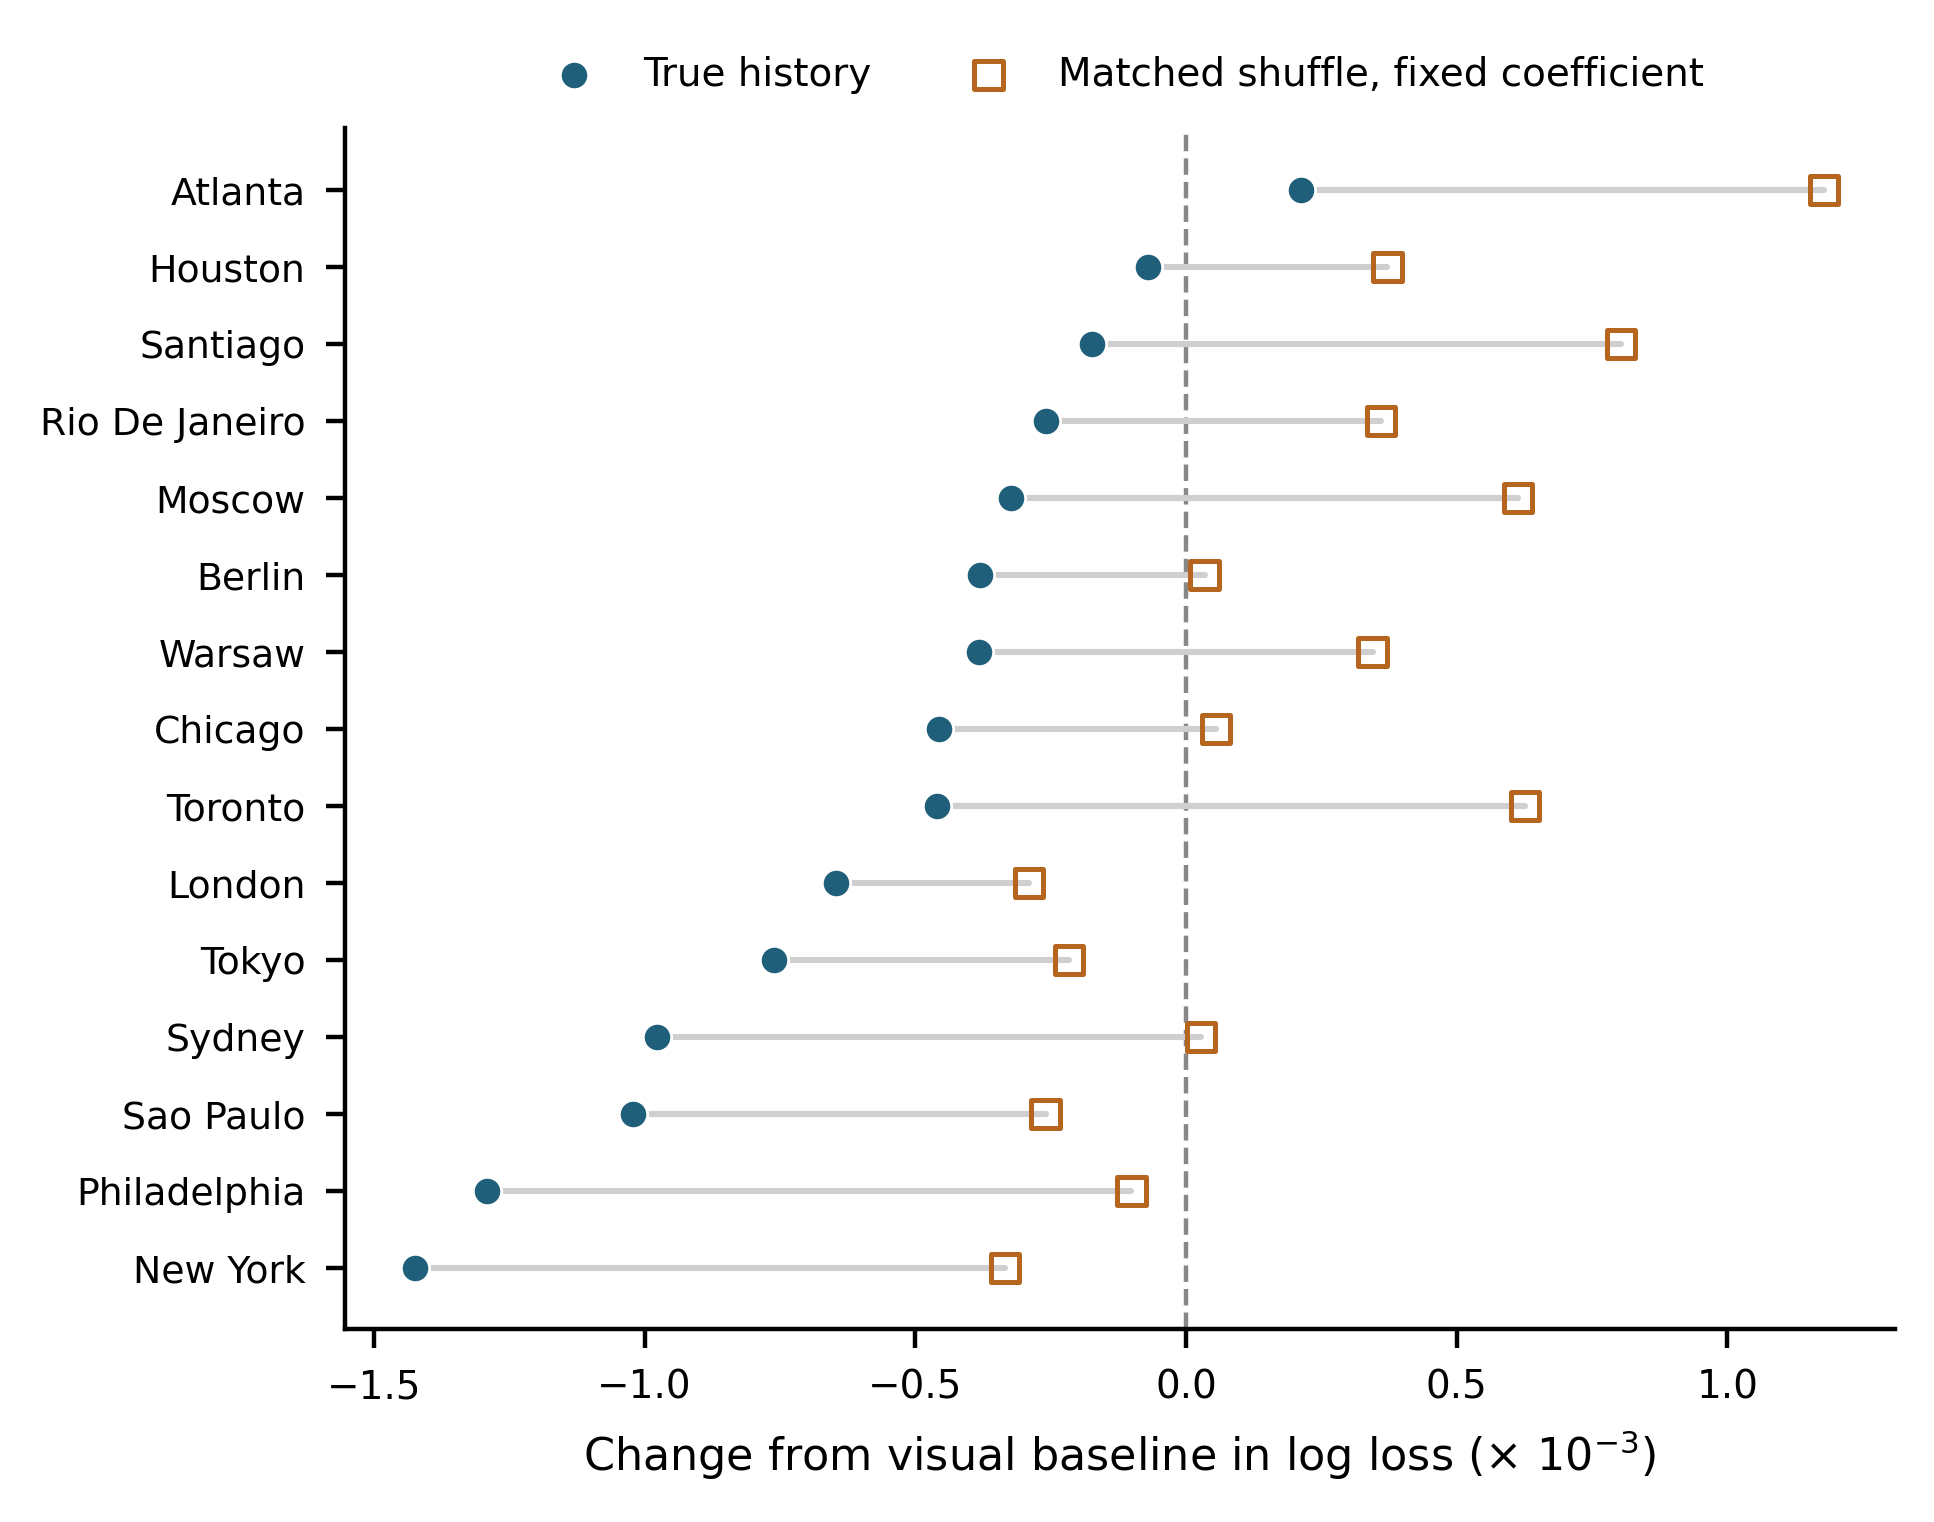 True history
Matched shuffle, fixed coefficient
Atlanta
Houston
Santiago
Rio De Janeiro
Moscow
Berlin
Warsaw
Chicago
Toronto
London
Tokyo
Sydney
Sao Paulo
Philadelphia
New York
−1.5 −1.0 −0.5 0.0 0.5 1.0
Change from visual baseline in log loss (× 10⁻³)